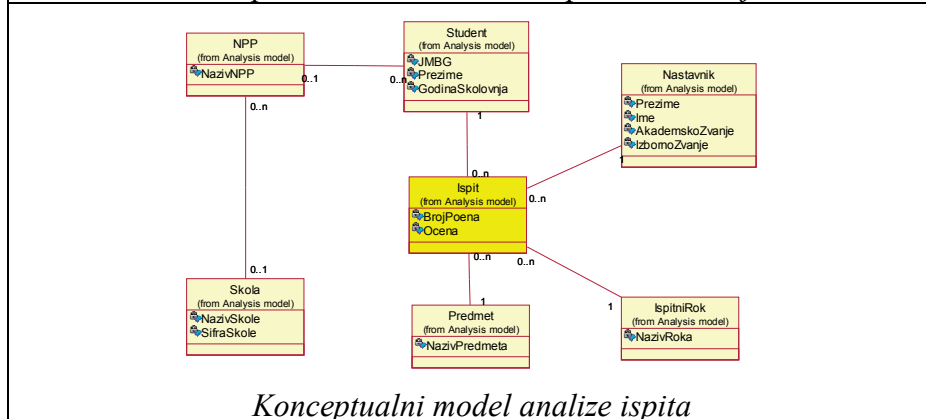 NPP
(from Analysis model)
NazivNPP
Student
(from Analysis model)
JMBG
Prezime
GodinaSkolovnja
0..1
0..n
Nastavnik
(from Analysis model)
Prezime
Ime
AkademskoZvanje
IzbornoZvanje
0..n
1
1
0..n
0..n
Ispit
(from Analysis model)
BrojPoena
Ocena
0..n
0..n
0..1
1
1
Skola
(from Analysis model)
NazivSkole
SifraSkole
Predmet
(from Analysis model)
NazivPredmeta
IspitniRok
(from Analysis model)
NazivRoka
Konceptualni model analize ispita